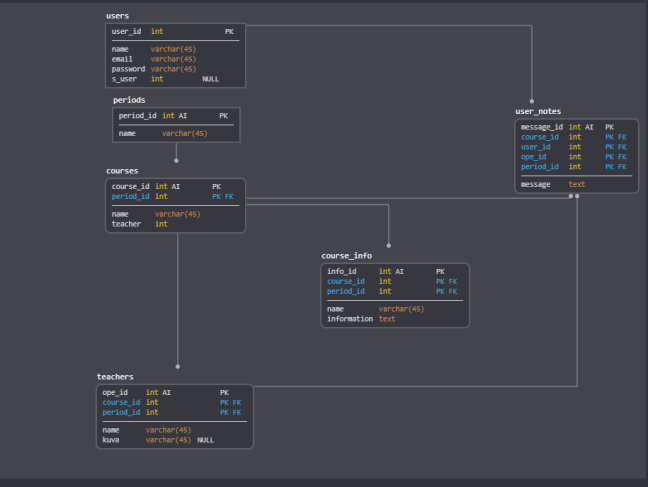 users
user_id int PK
name varchar(45)
email varchar(45)
password varchar(45)
s_user int NULL
periods
period_id int AI PK
name varchar(45)
courses
course_id int AI PK
period_id int PK FK
name varchar(45)
teacher int
teachers
ope_id int AI PK
course_id int PK FK
period_id int PK FK
name varchar(45)
kuva varchar(45) NULL
course_info
info_id int AI PK
course_id int PK FK
period_id int PK FK
name varchar(45)
information text
user_notes
message_id int AI PK
course_id int PK FK
user_id int PK FK
ope_id int PK FK
period_id int PK FK
message text